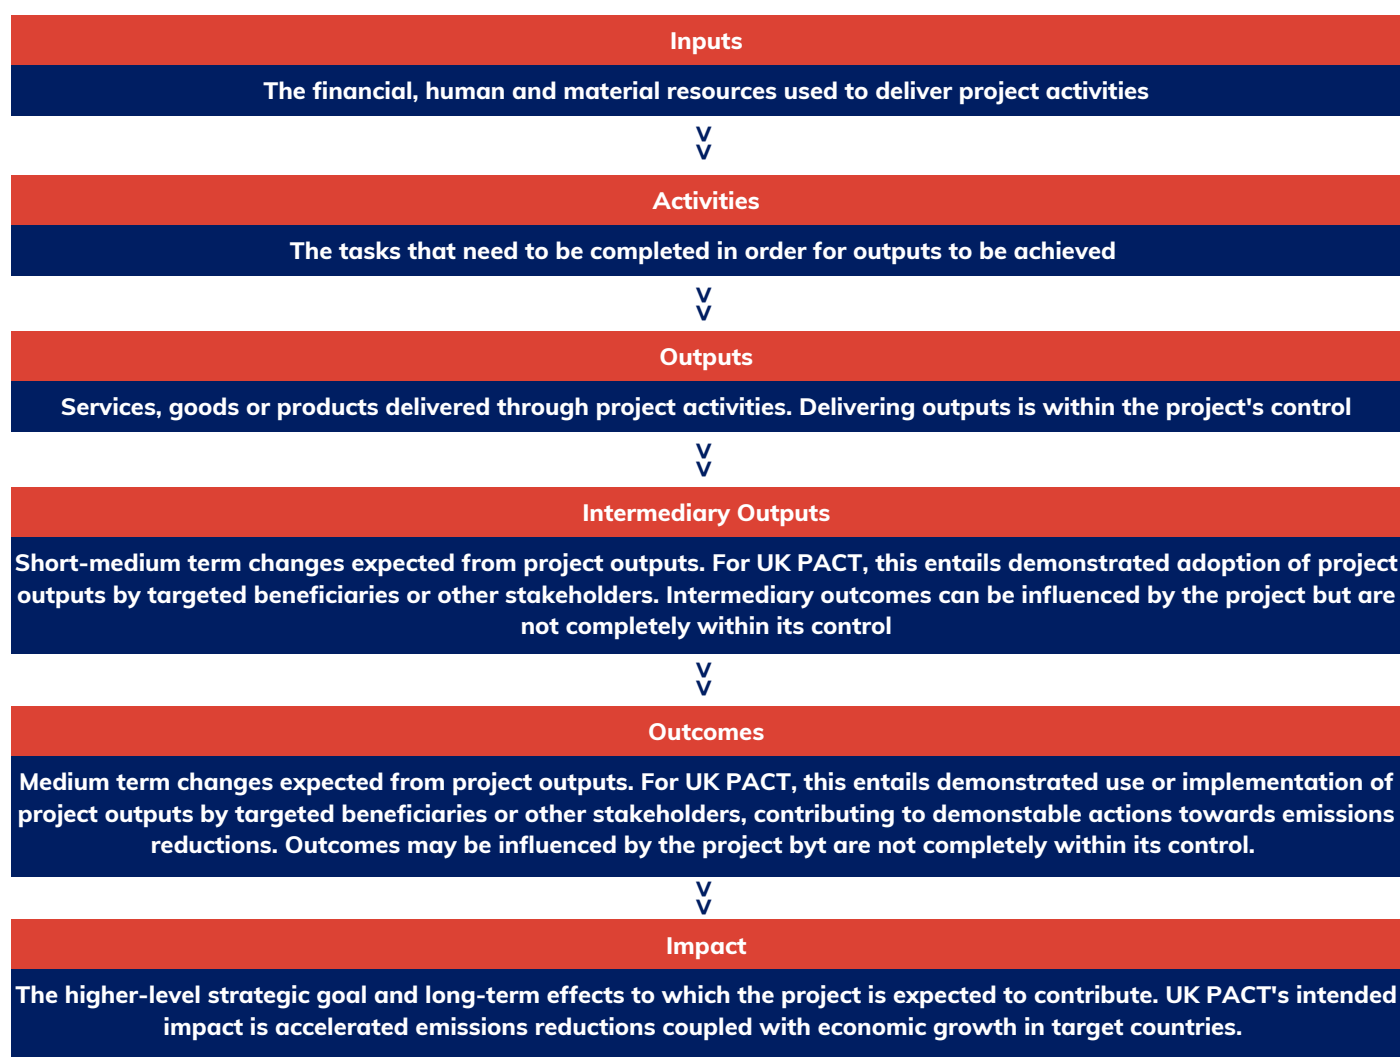 Inputs
The financial, human and material resources used to deliver project activities
Activities
The tasks that need to be completed in order for outputs to be achieved
Outputs
Services, goods or products delivered through project activities. Delivering outputs is within the project's control
Intermediary Outputs
Short-medium term changes expected from project outputs. For UK PACT, this entails demonstrated adoption of project
outputs by targeted beneficiaries or other stakeholders. Intermediary outcomes can be influenced by the project but are
not completely within its control
Outcomes
Medium term changes expected from project outputs. For UK PACT, this entails demonstrated use or implementation of
project outputs by targeted beneficiaries or other stakeholders, contributing to demonstable actions towards emissions
reductions. Outcomes may be influenced by the project byt are not completely within its control.
Impact
The higher-level strategic goal and long-term effects to which the project is expected to contribute. UK PACT's intended
impact is accelerated emissions reductions coupled with economic growth in target countries.